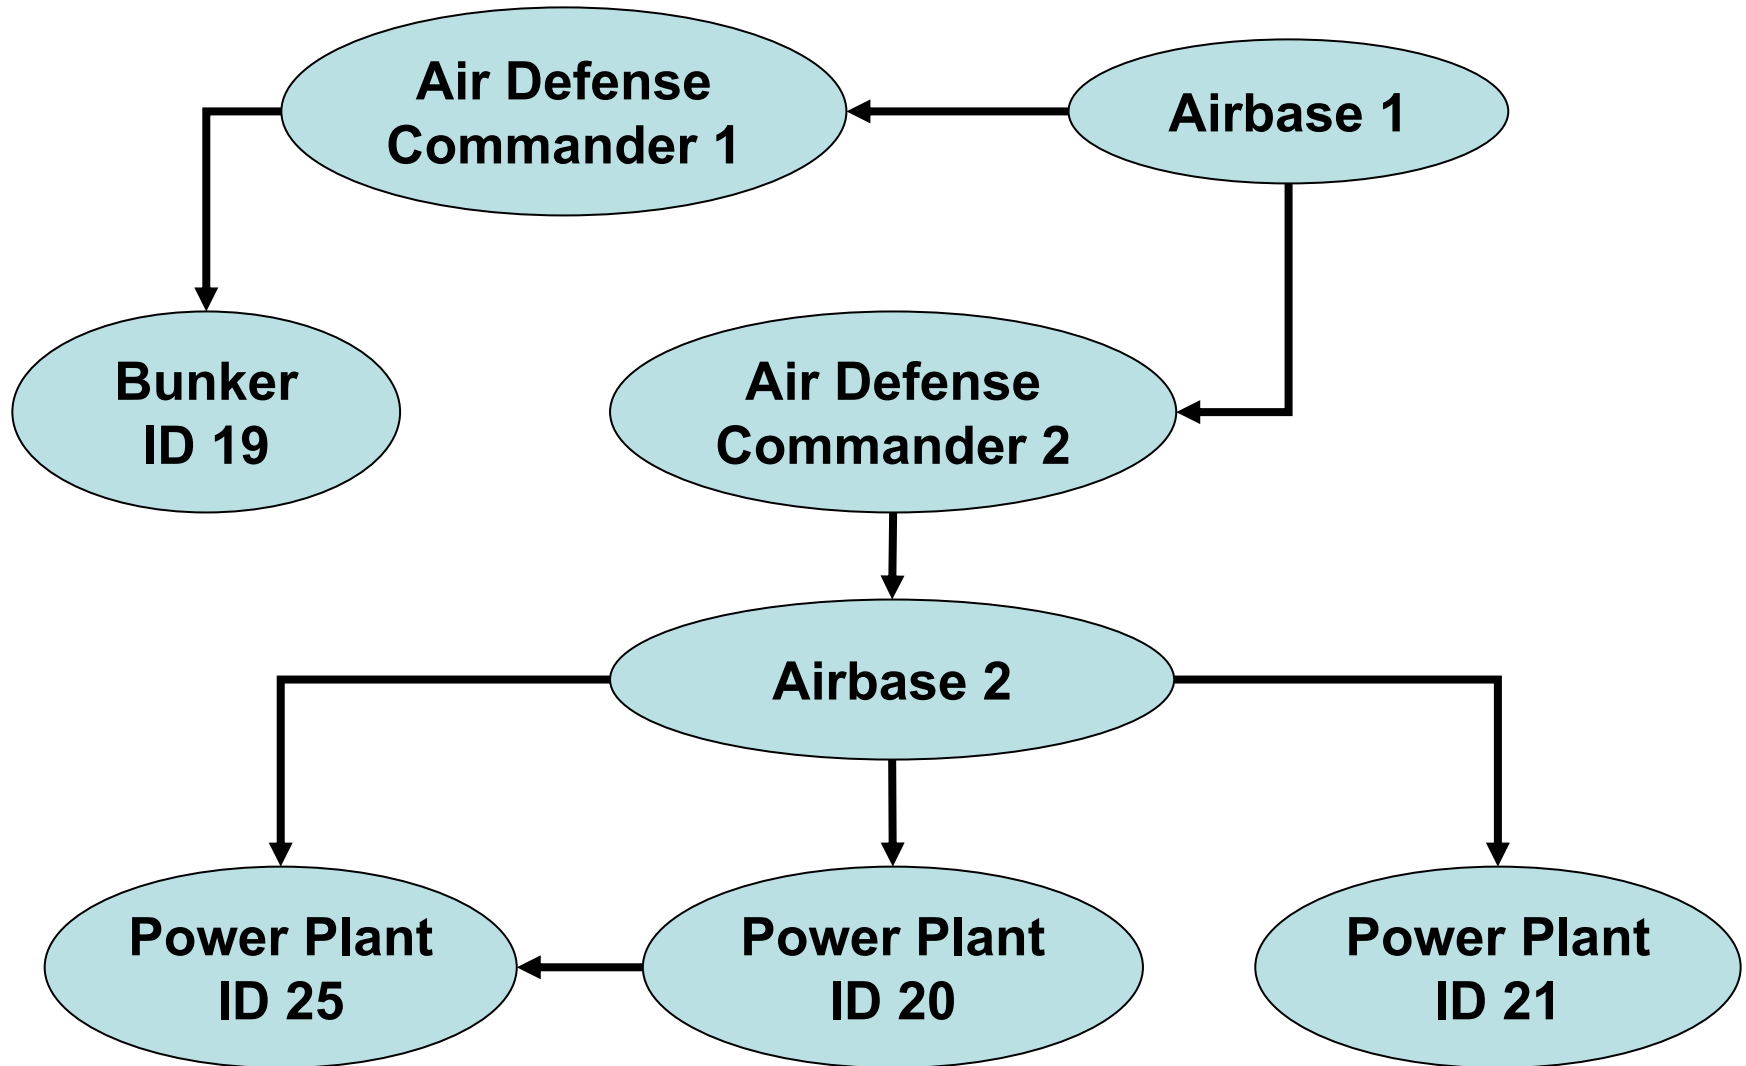 Air Defense
Commander 1
Airbase 1
Bunker
ID 19
Air Defense
Commander 2
Airbase 2
Power Plant
ID 25
Power Plant
ID 20
Power Plant
ID 21